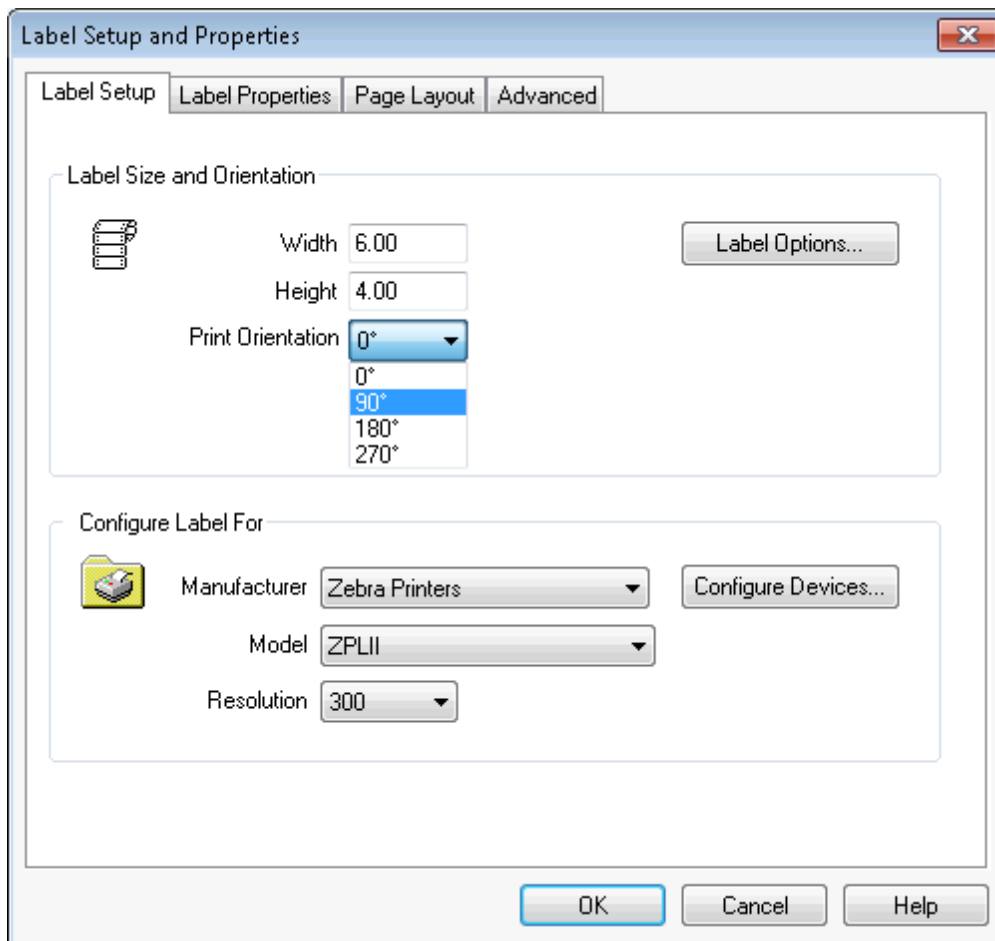 Label Setup and Properties
Label Setup Label Properties Page Layout Advanced
Label Size and Orientation
Width 6.00 Label Options...
Height 4.00
Print Orientation 0°
0°
90°
180°
270°
Configure Label For
Manufacturer Zebra Printers Configure Devices...
Model ZPLII
Resolution 300
OK Cancel Help